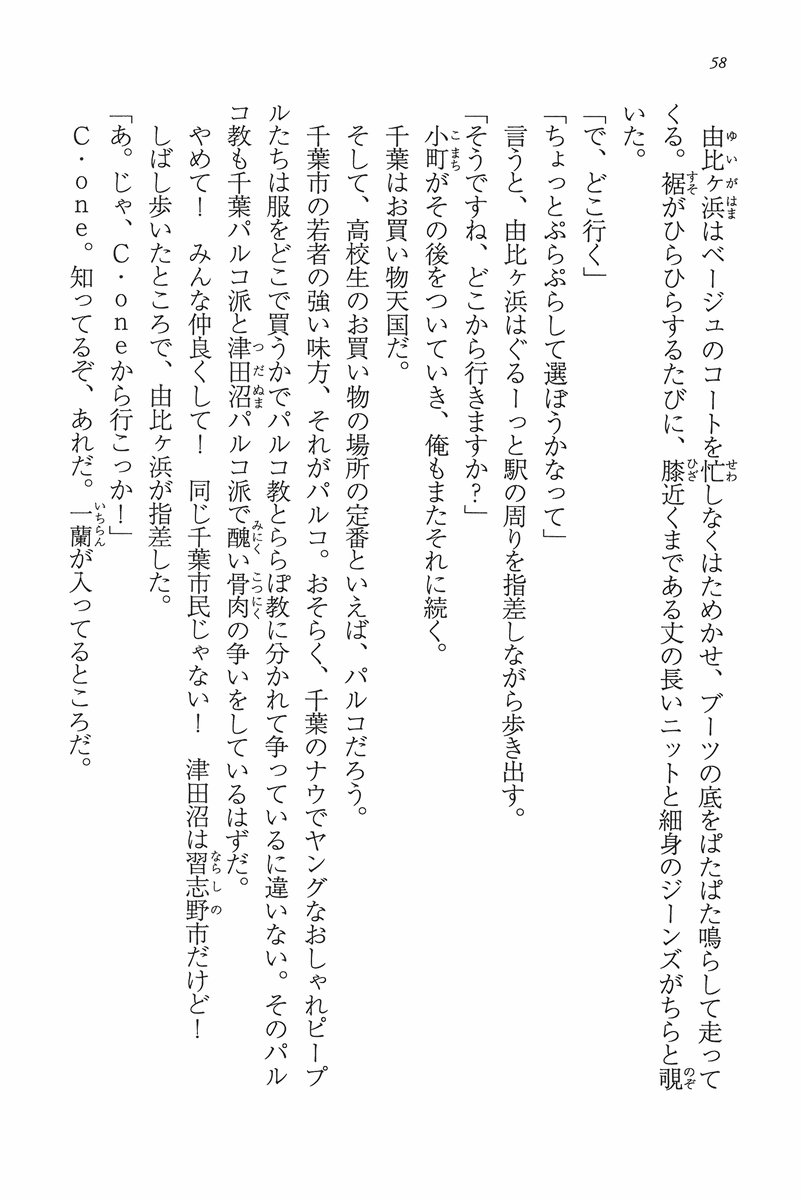 58
由比ヶ浜はベージュのコートを忙しなくはためかせ、ブーツの底をぱたぱた鳴らして走って
くる。裾がひらひらするたびに、膝近くまである丈の長いニットと細身のジーンズがちらと覗
いた。
「で、どこ行く」
「ちょっとぷらぷらして選ぼうかなって」
言うと、由比ヶ浜はぐるーっと駅の周りを指差しながら歩き出す。
「そうですね、どこから行きますか？」
小町がその後をついていき、俺もまたそれに続く。
千葉はお買い物天国だ。
そして、高校生のお買い物の場所の定番といえば、パルコだろう。
千葉市の若者の強い味方、それがパルコ。おそらく、千葉のナウでヤングなおしゃれピープ
ルたちは服をどこで買うかでパルコ教とららぽ教に分かれて争っているに違いない。そのパル
コ教も千葉パルコ派と津田沼パルコ派で醜い骨肉の争いをしているはずだ。
やめて！　みんな仲良くして！　同じ千葉市民じゃない！　津田沼は習志野市だけど！
しばし歩いたところで、由比ヶ浜が指差した。
「あ。じゃ、C・oneから行こっか！」
C・one。知ってるぞ、あれだ。一蘭が入ってるところだ。